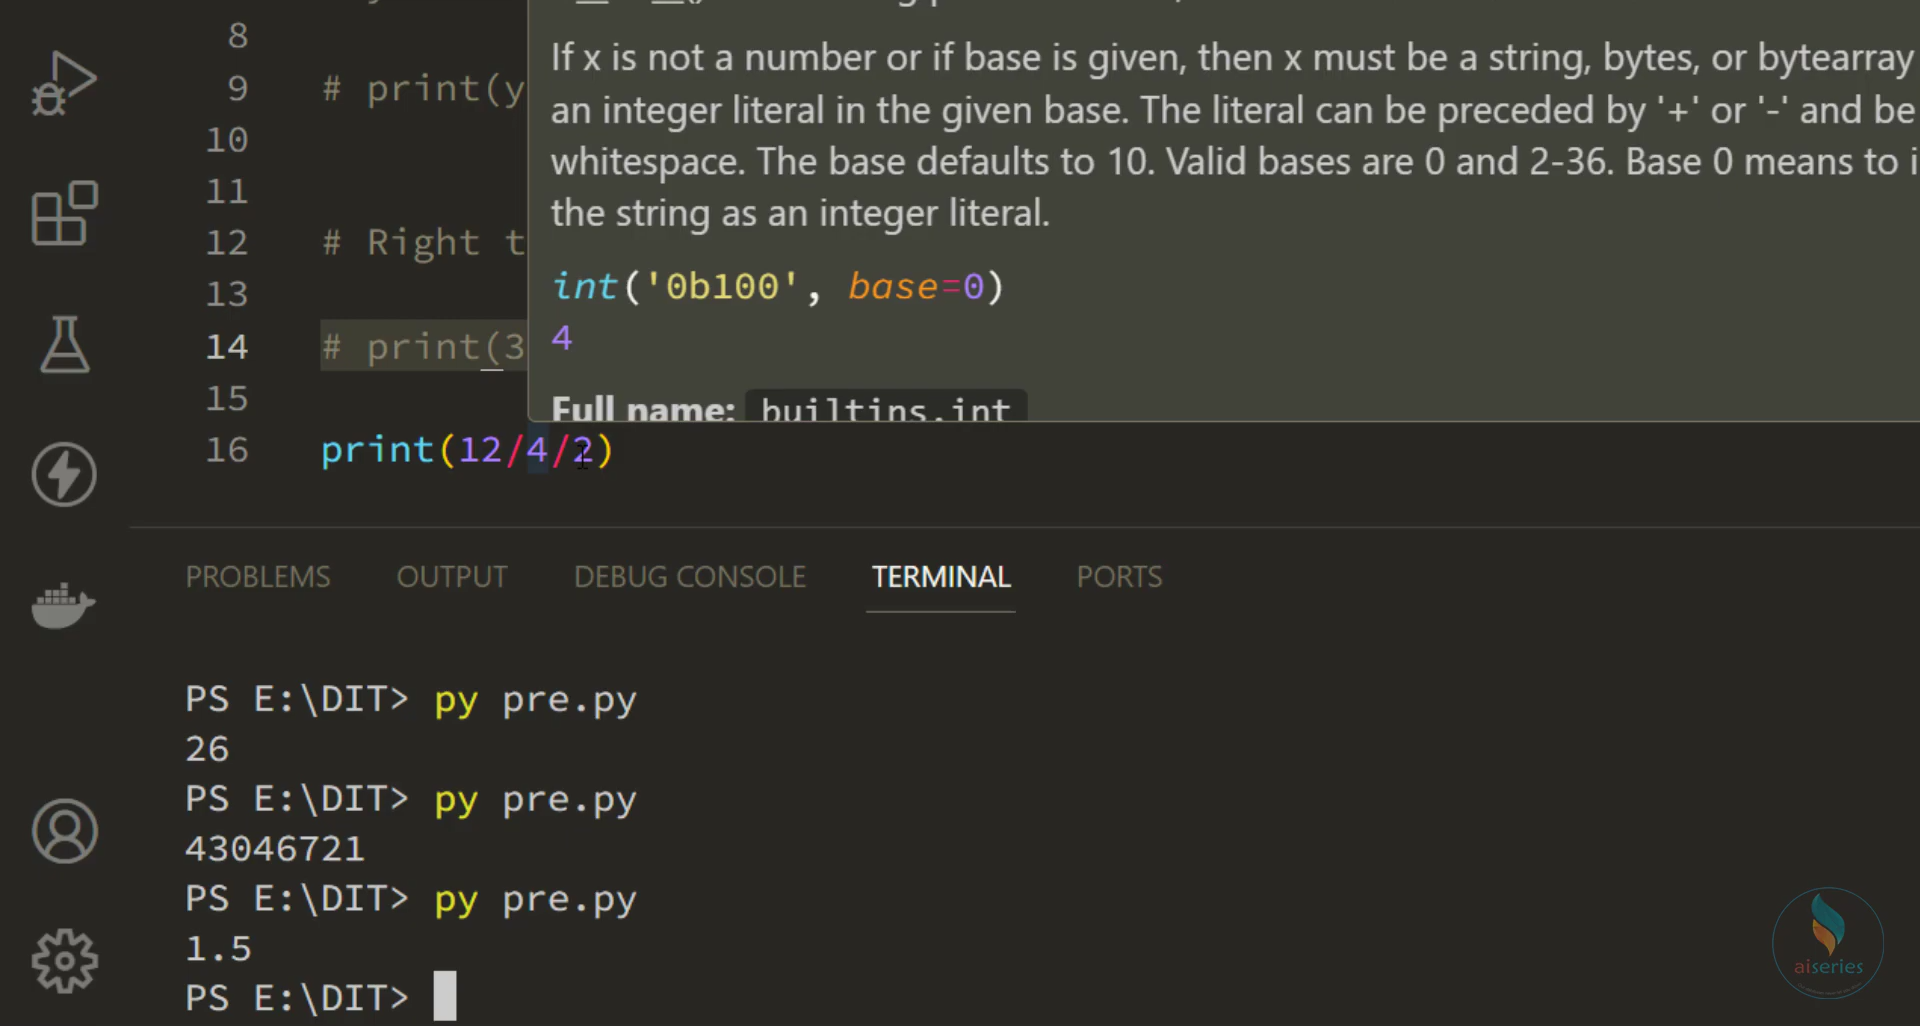 8
If x is not a number or if base is given, then x must be a string, bytes, or bytearray
9 # print(y
an integer literal in the given base. The literal can be preceded by '+' or '-' and be
10
whitespace. The base defaults to 10. Valid bases are 0 and 2-36. Base 0 means to i
11
the string as an integer literal.
12 # Right t
13
int('0b100', base=0)
14 # print(3
4
15
Full name: builtins.int
16 print(12/4/2)
PROBLEMS OUTPUT DEBUG CONSOLE TERMINAL PORTS
PS E:\DIT> py pre.py
26
PS E:\DIT> py pre.py
43046721
PS E:\DIT> py pre.py
1.5
PS E:\DIT>
aiseries